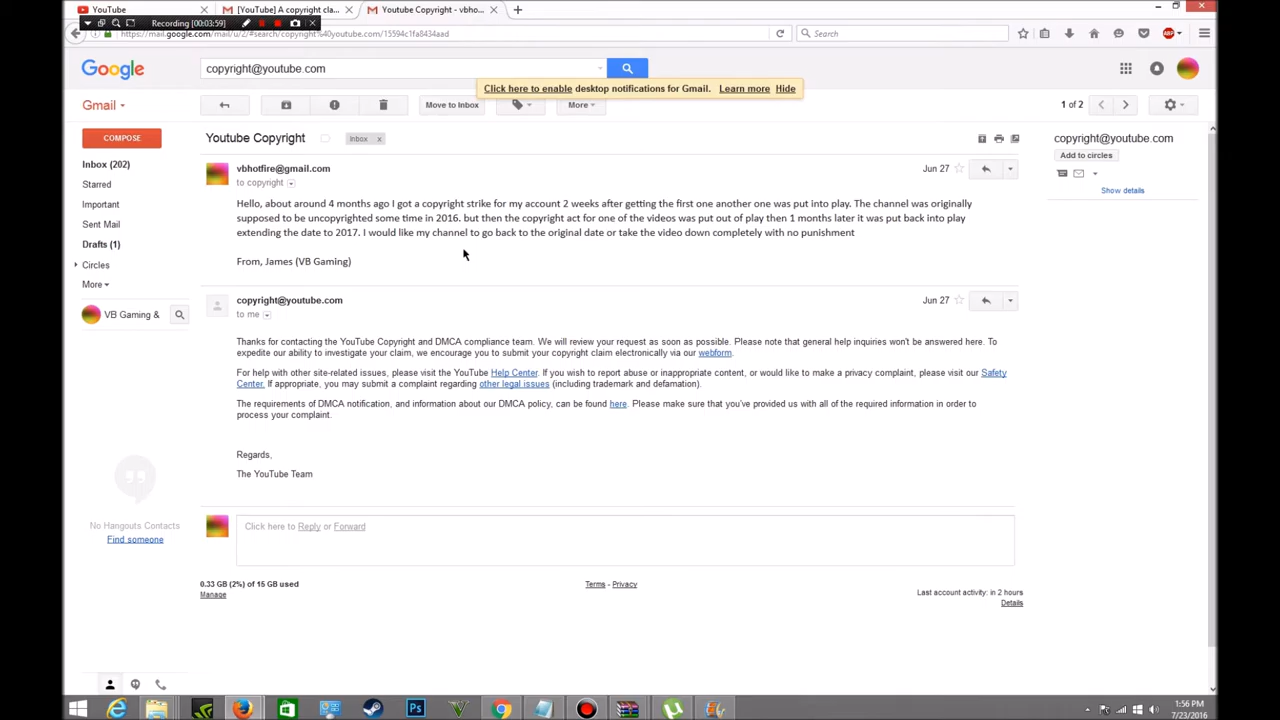 YouTube
[YouTube] A copyright cla...
Youtube Copyright - vbho...
Recording [00:03:59]
https://mail.google.com/mail/u/2/#search/copyright%40youtube.com/15594c1fa8434aad
Search
ABP
Google
copyright@youtube.com
Click here to enable desktop notifications for Gmail. Learn more Hide
Gmail
Move to Inbox
More
1 of 2
COMPOSE
Youtube Copyright
Inbox x
copyright@youtube.com
Add to circles
Show details
Inbox (202)
Starred
Important
Sent Mail
Drafts (1)
Circles
More
VB Gaming &
vbhotfire@gmail.com
Jun 27
to copyright
Hello, about around 4 months ago I got a copyright strike for my account 2 weeks after getting the first one another one was put into play. The channel was originally
supposed to be uncopyrighted some time in 2016. but then the copyright act for one of the videos was put out of play then 1 months later it was put back into play
extending the date to 2017. I would like my channel to go back to the original date or take the video down completely with no punishment
From, James (VB Gaming)
copyright@youtube.com
Jun 27
to me
Thanks for contacting the YouTube Copyright and DMCA compliance team. We will review your request as soon as possible. Please note that general help inquiries won't be answered here. To
expedite our ability to investigate your claim, we encourage you to submit your copyright claim electronically via our webform.
For help with other site-related issues, please visit the YouTube Help Center. If you wish to report abuse or inappropriate content, or would like to make a privacy complaint, please visit our Safety
Center. If appropriate, you may submit a complaint regarding other legal issues (including trademark and defamation).
The requirements of DMCA notification, and information about our DMCA policy, can be found here. Please make sure that you've provided us with all of the required information in order to
process your complaint.
Regards,
The YouTube Team
No Hangouts Contacts
Find someone
Click here to Reply or Forward
0.33 GB (2%) of 15 GB used
Manage
Terms - Privacy
Last account activity: in 2 hours
Details
1:56 PM
7/23/2016